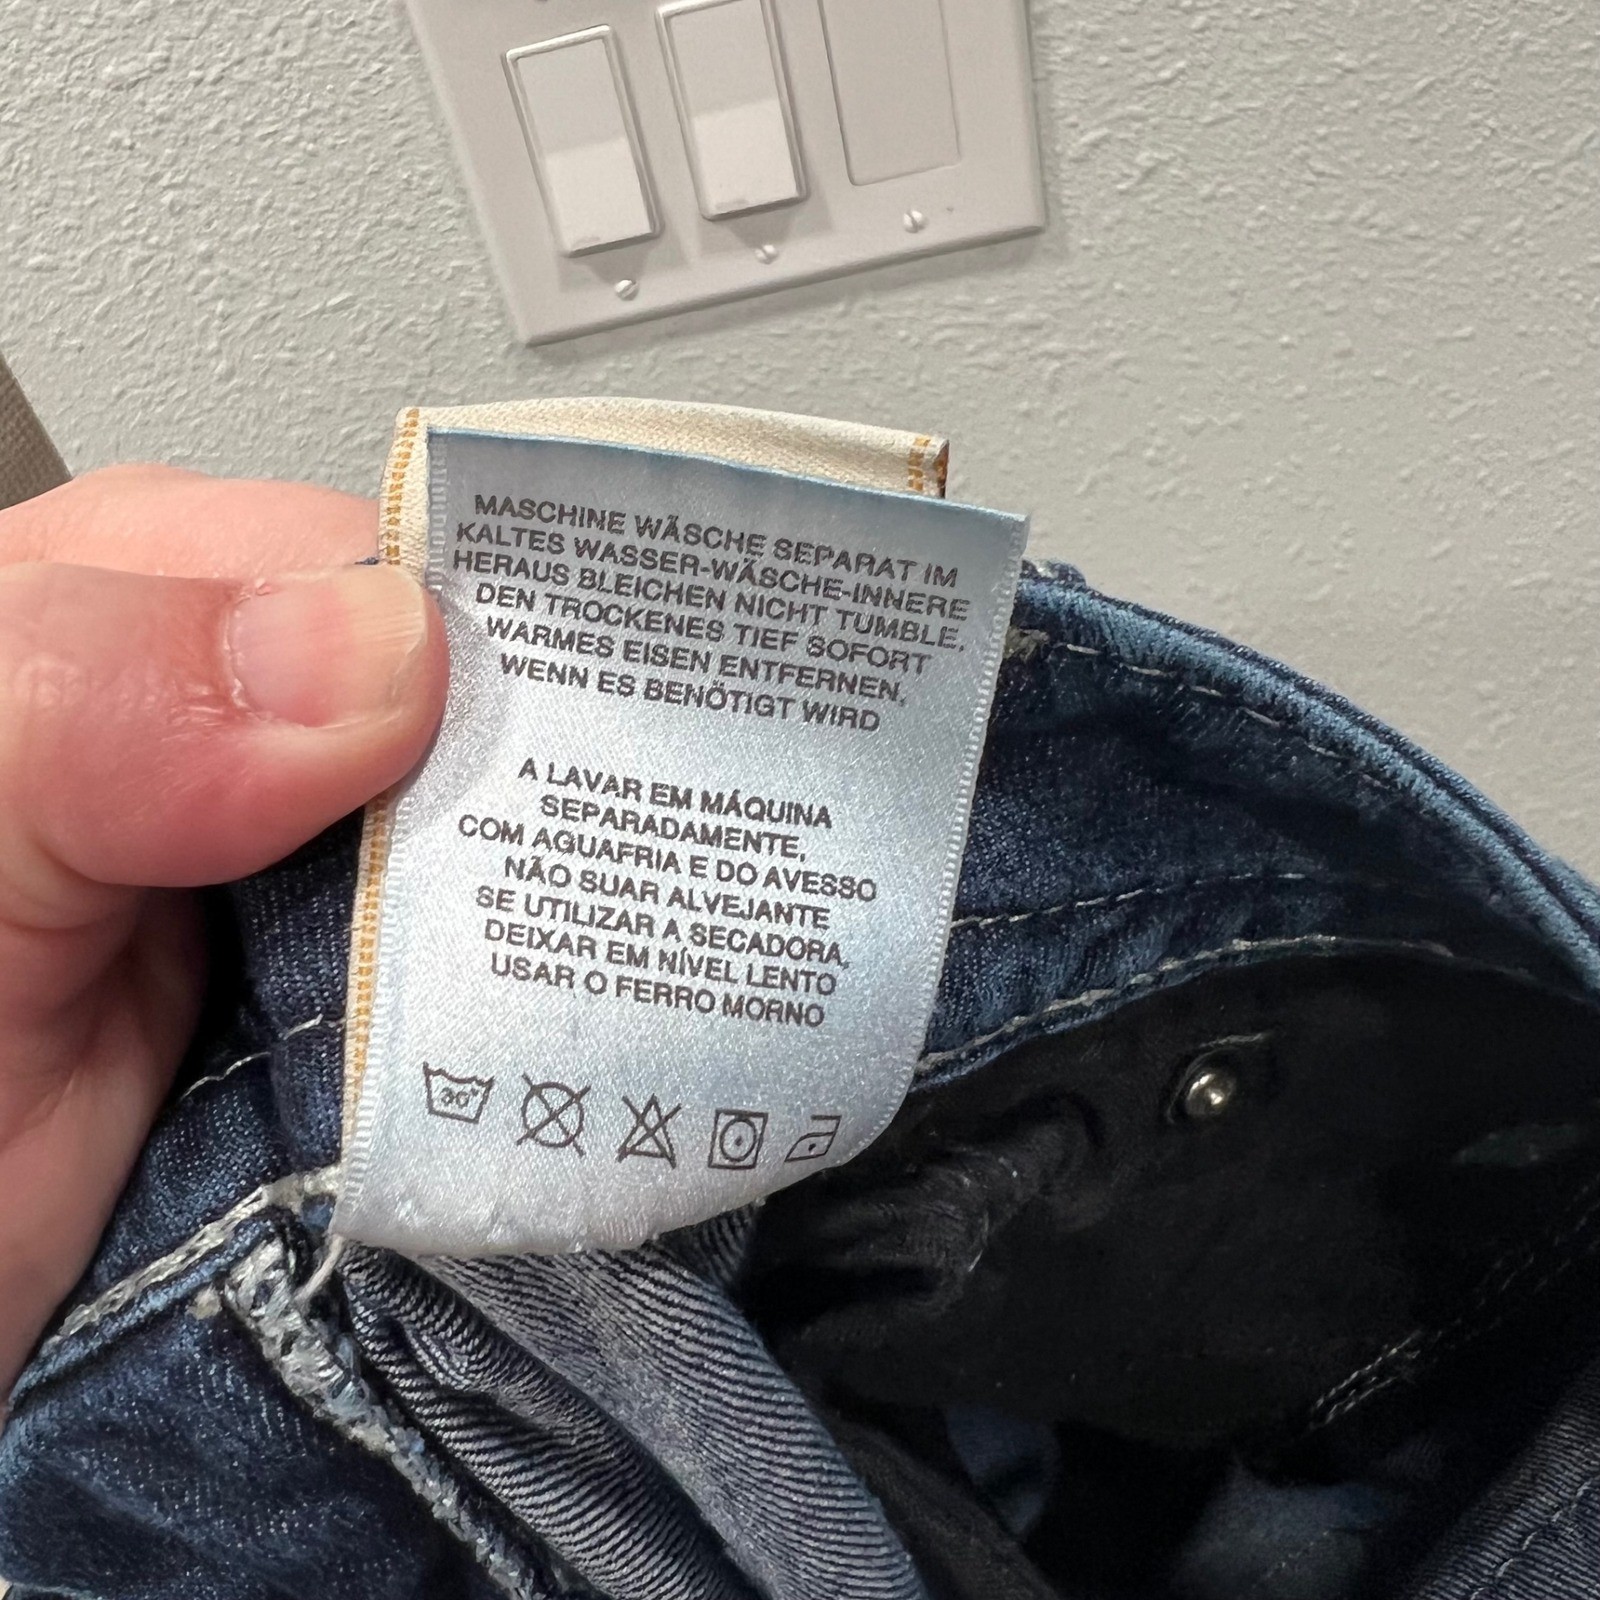 MASCHINE WÄSCHE SEPARAT IM
KALTES WASSER-WÄSCHE-INNERE
HERAUS BLEICHEN NICHT TUMBLE,
DEN TROCKENES TIEF SOFORT
WARMES EISEN ENTFERNEN,
WENN ES BENÖTIGT WIRD
A LAVAR EM MÁQUINA
SEPARADAMENTE,
COM AGUAFRIA E DO AVESSO
NÃO SUAR ALVEJANTE
SE UTILIZAR A SECADORA,
DEIXAR EM NÍVEL LENTO
USAR O FERRO MORNO
30°